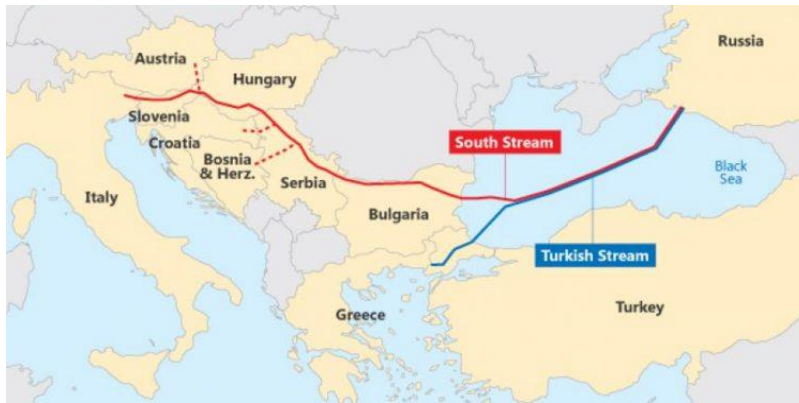 Russia
Austria
Hungary
Slovenia
Croatia
South Stream
Bosnia
& Herz.
Serbia
Black
Sea
Italy
Bulgaria
Turkish Stream
Turkey
Greece